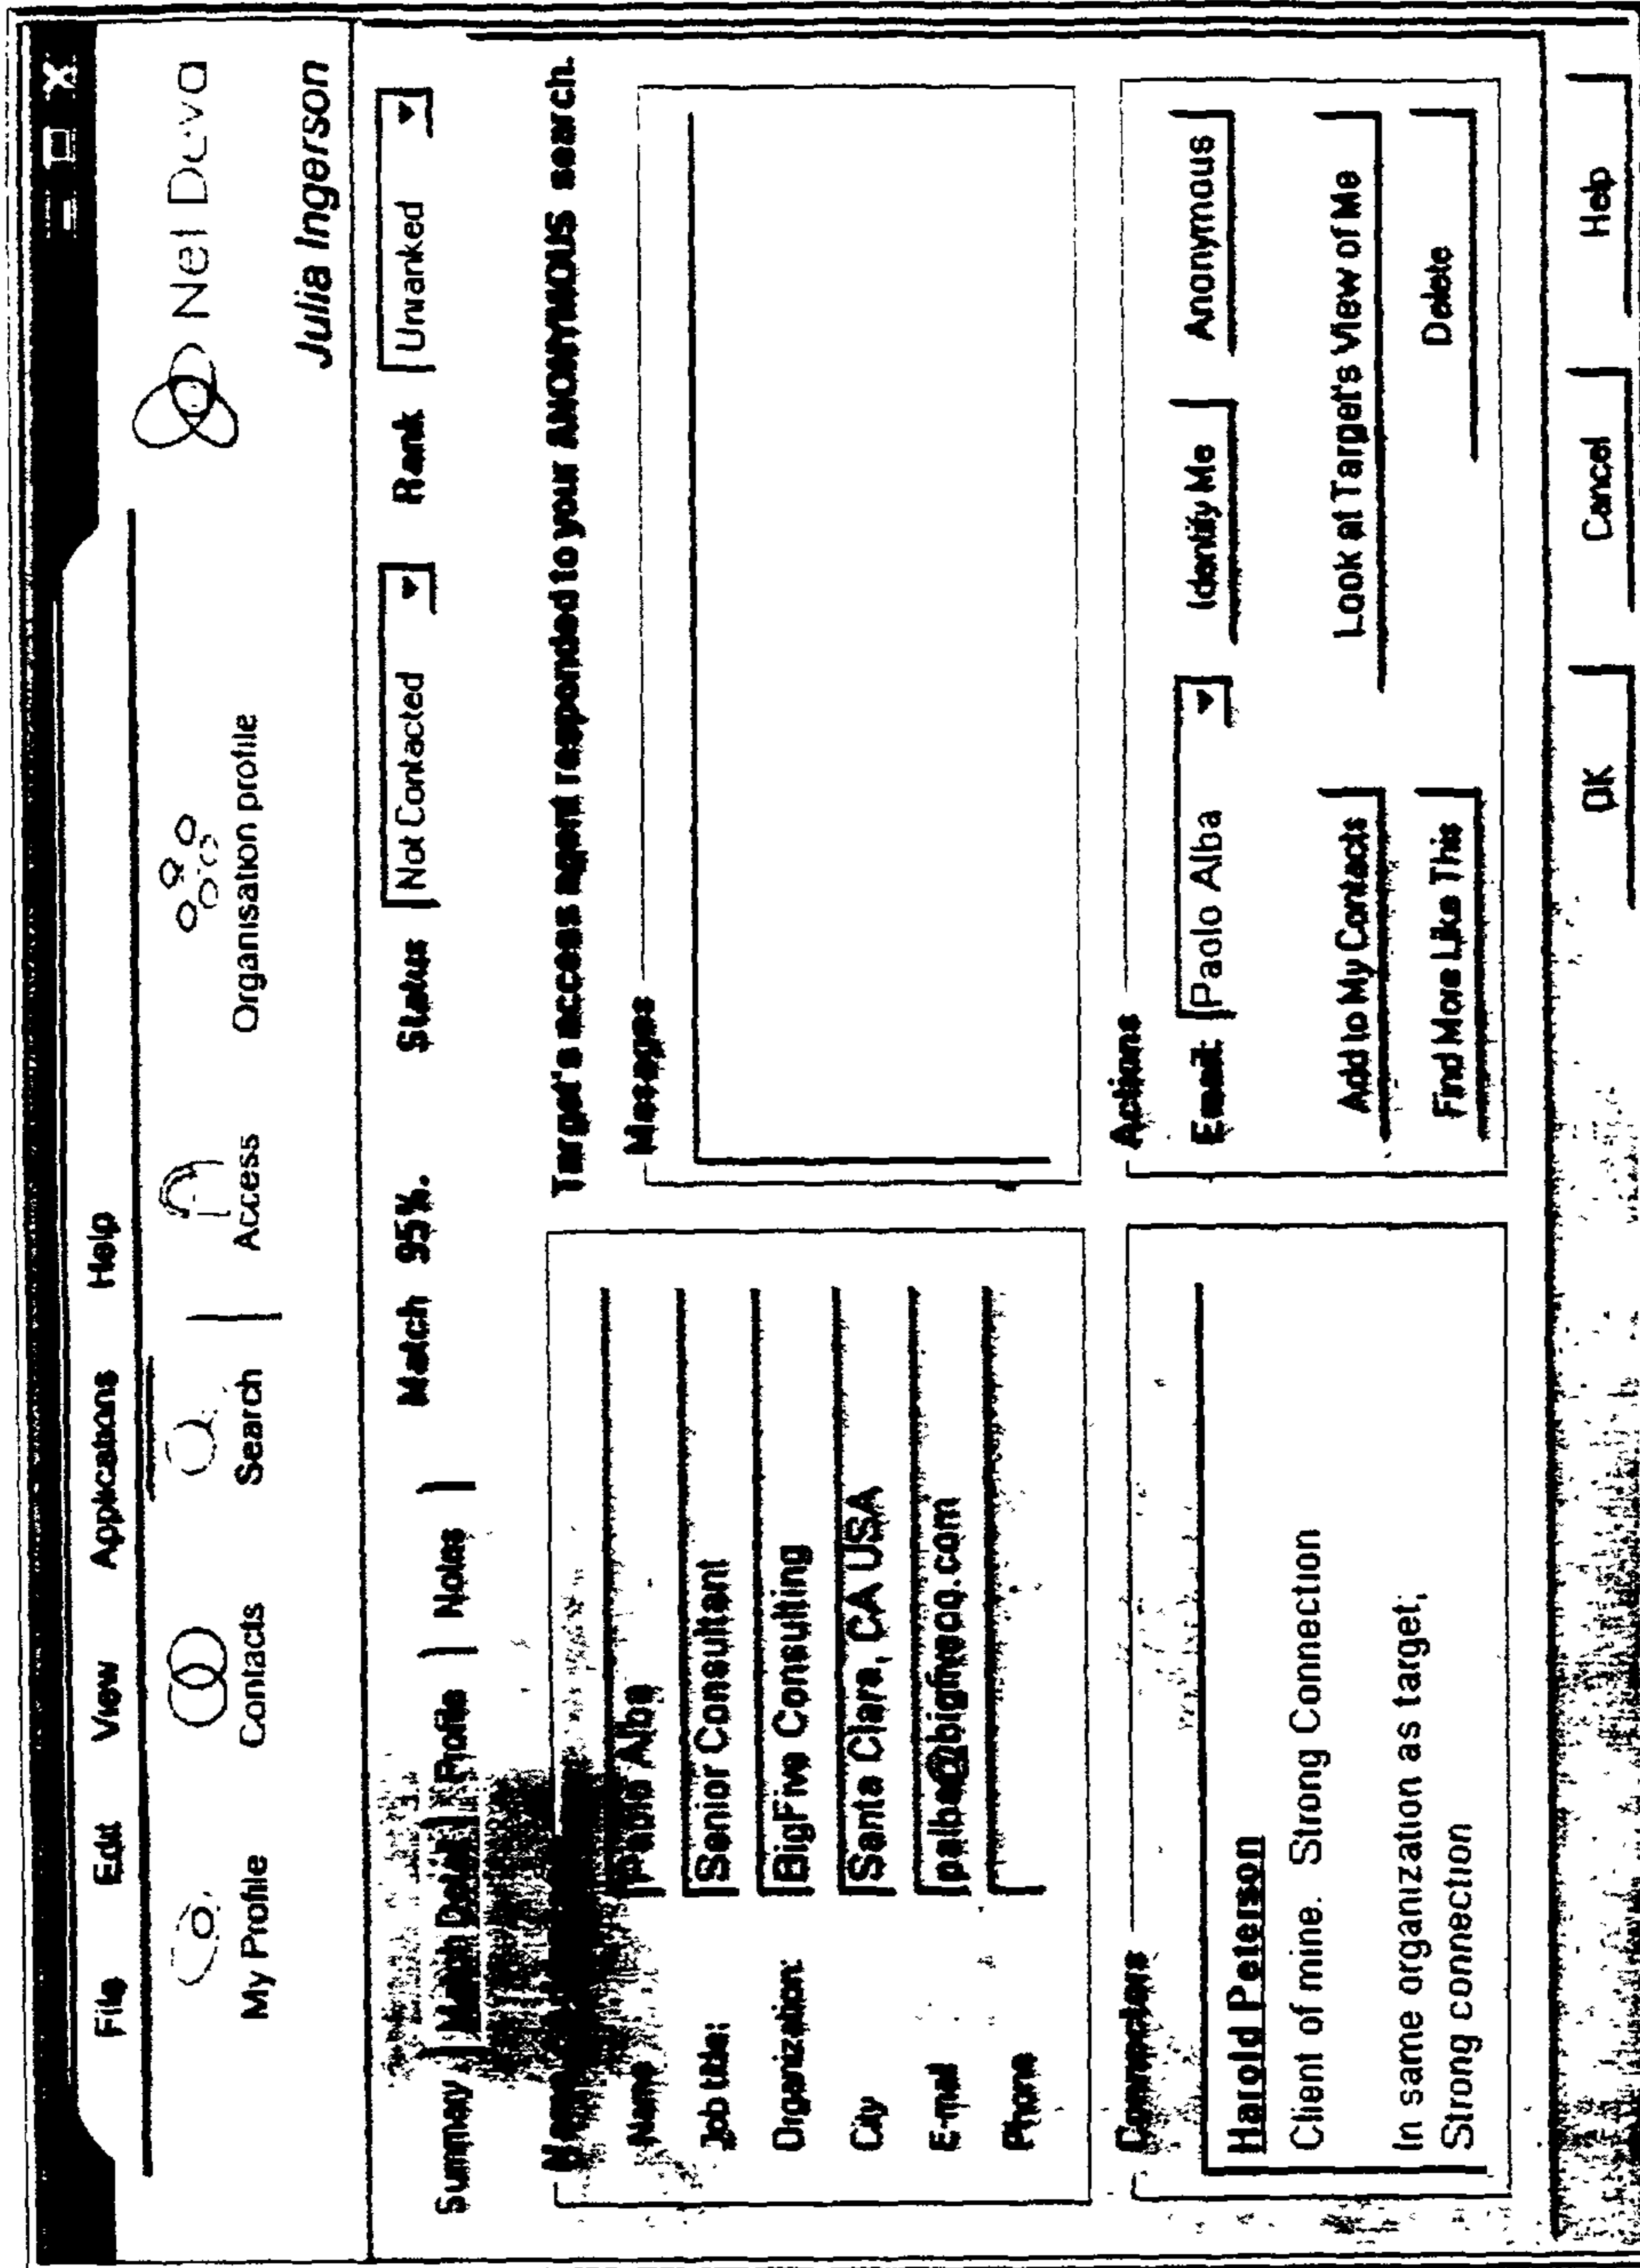 File Edit View Applications Help
My Profile Contacts Search Access Organisation profile
Julia Ingerson
Summary Match Detail Profile Notes Match 95%. Status Not Contacted Rank Unranked
Target's access agent responded to your ANONYMOUS search.
Name
Job title: Senior Consultant
Organization: BigFive Consulting
City Santa Clara, CA USA
E-mail
Phone
Messages
Connectors
Harold Peterson
Client of mine. Strong Connection
In same organization as target;
Strong connection
Actions
Email: Paolo Alba Identify Me Anonymous
Add to My Contacts Look at Target's View of Me
Find More Like This Delete
OK Cancel Help